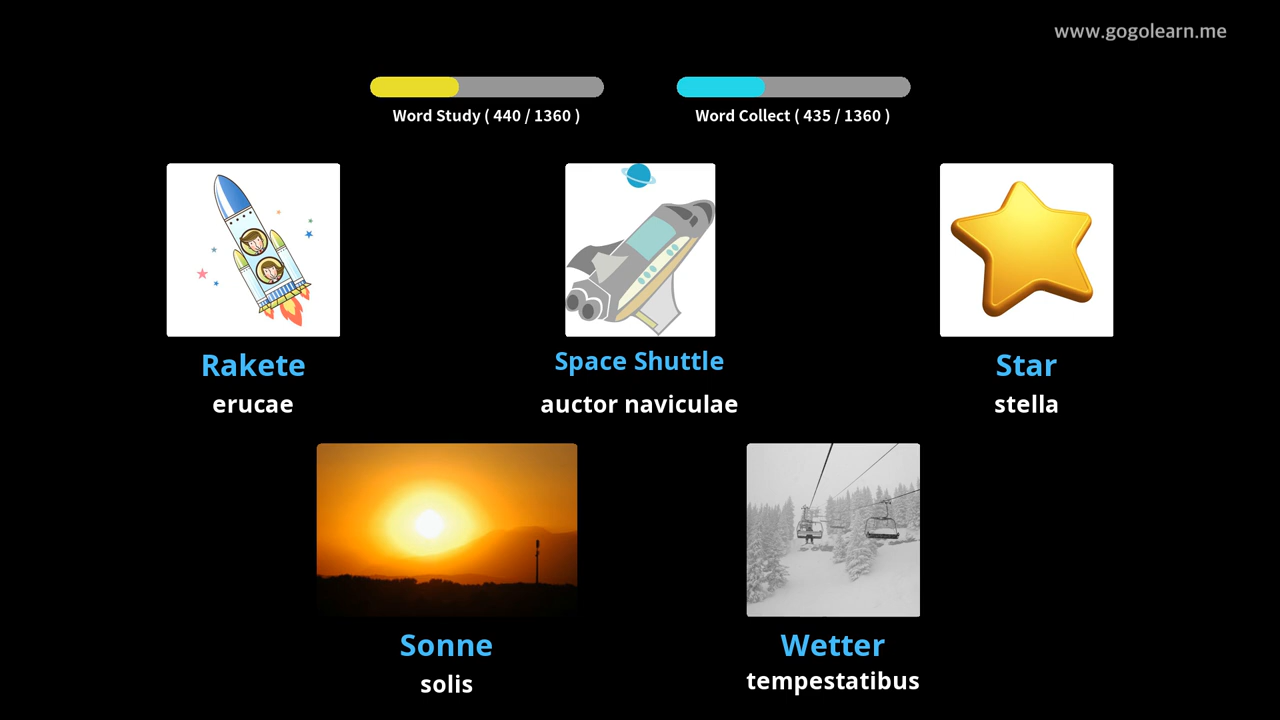 www.gogolearn.me
Word Study ( 440 / 1360 )
Word Collect ( 435 / 1360 )
Rakete
erucae
Space Shuttle
auctor naviculae
Star
stella
Sonne
solis
Wetter
tempestatibus